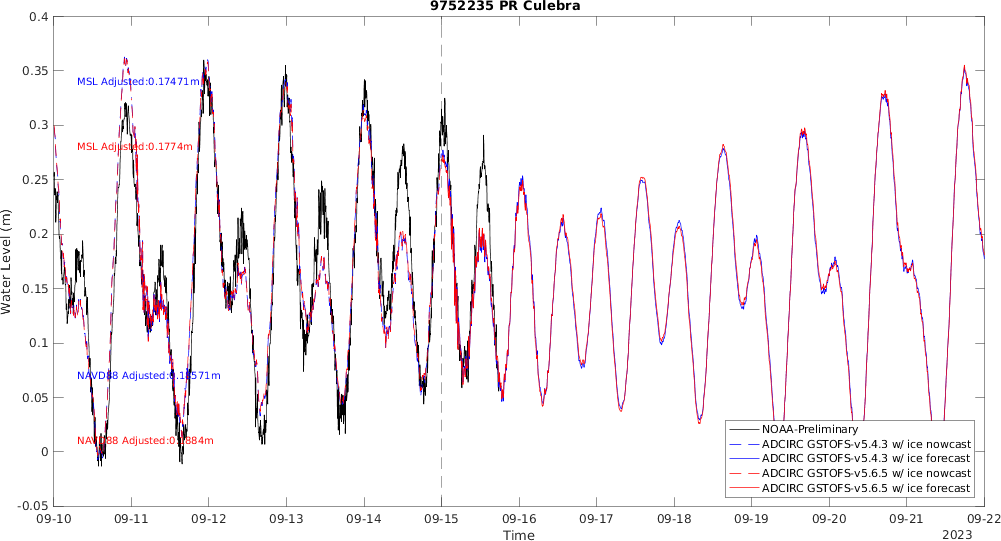 9752235 PR Culebra
0.4
0.35
0.3
0.25
0.2
0.15
0.1
0.05
0
-0.05
Water Level (m)
MSL Adjusted:0.17471m
MSL Adjusted:0.1774m
NAVD88 Adjusted:0.18571m
NAVD88 Adjusted:0.1884m
NOAA-Preliminary
ADCIRC GSTOFS-v5.4.3 w/ ice nowcast
ADCIRC GSTOFS-v5.4.3 w/ ice forecast
ADCIRC GSTOFS-v5.6.5 w/ ice nowcast
ADCIRC GSTOFS-v5.6.5 w/ ice forecast
09-10 09-11 09-12 09-13 09-14 09-15 09-16 09-17 09-18 09-19 09-20 09-21 09-22
Time
2023